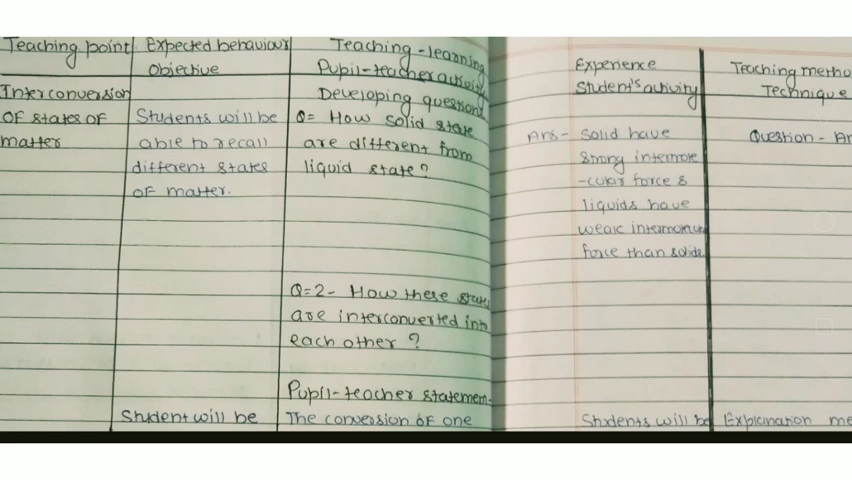 Teaching point
Interconversion
of states of
matter
Expected behaviour
objective
Students will be
able to recall
different states
of matter.
Student will be
Teaching-learning
Pupil-teacher activity
Developing questions
Q= How solid state
are different from
liquid state?
Q=2- How these states
are interconverted into
each other?
Pupil-teacher statement-
The conversion of one
Experience
Student's activity
Ans- Solid have
strong intermole
-cular force &
liquids have
weak intermolecular
force than solids
Students will be
Teaching metho
Technique
Question - An
Explaination me